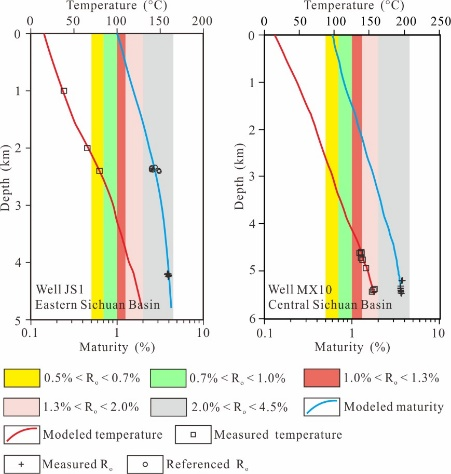 Temperature (°C) Temperature (°C)
0 50 100 150 200 0 50 100 150 200 250
0 0
1 1
2 2
3 3
4 4
5 5
6
Depth (km) Depth (km)
Well JS1 Well MX10
Eastern Sichuan Basin Central Sichuan Basin
0.1 1 10 0.1 1 10
Maturity (%) Maturity (%)
0.5% < Ro < 0.7% 0.7% < Ro < 1.0% 1.0% < Ro < 1.3%
1.3% < Ro < 2.0% 2.0% < Ro < 4.5% Modeled maturity
Modeled temperature Measured temperature
Measured Ro Referenced Ro